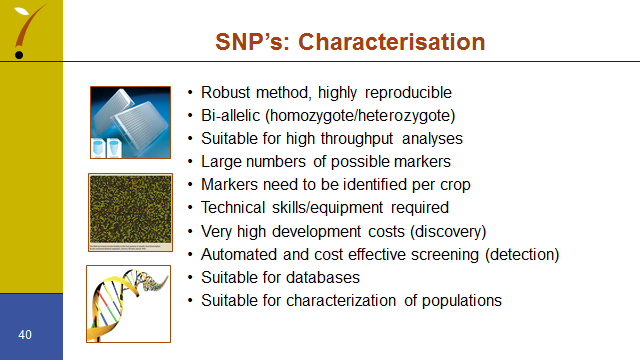 SNP's: Characterisation
• Robust method, highly reproducible
• Bi-allelic (homozygote/heterozygote)
• Suitable for high throughput analyses
• Large numbers of possible markers
• Markers need to be identified per crop
• Technical skills/equipment required
• Very high development costs (discovery)
• Automated and cost effective screening (detection)
• Suitable for databases
• Suitable for characterization of populations
40